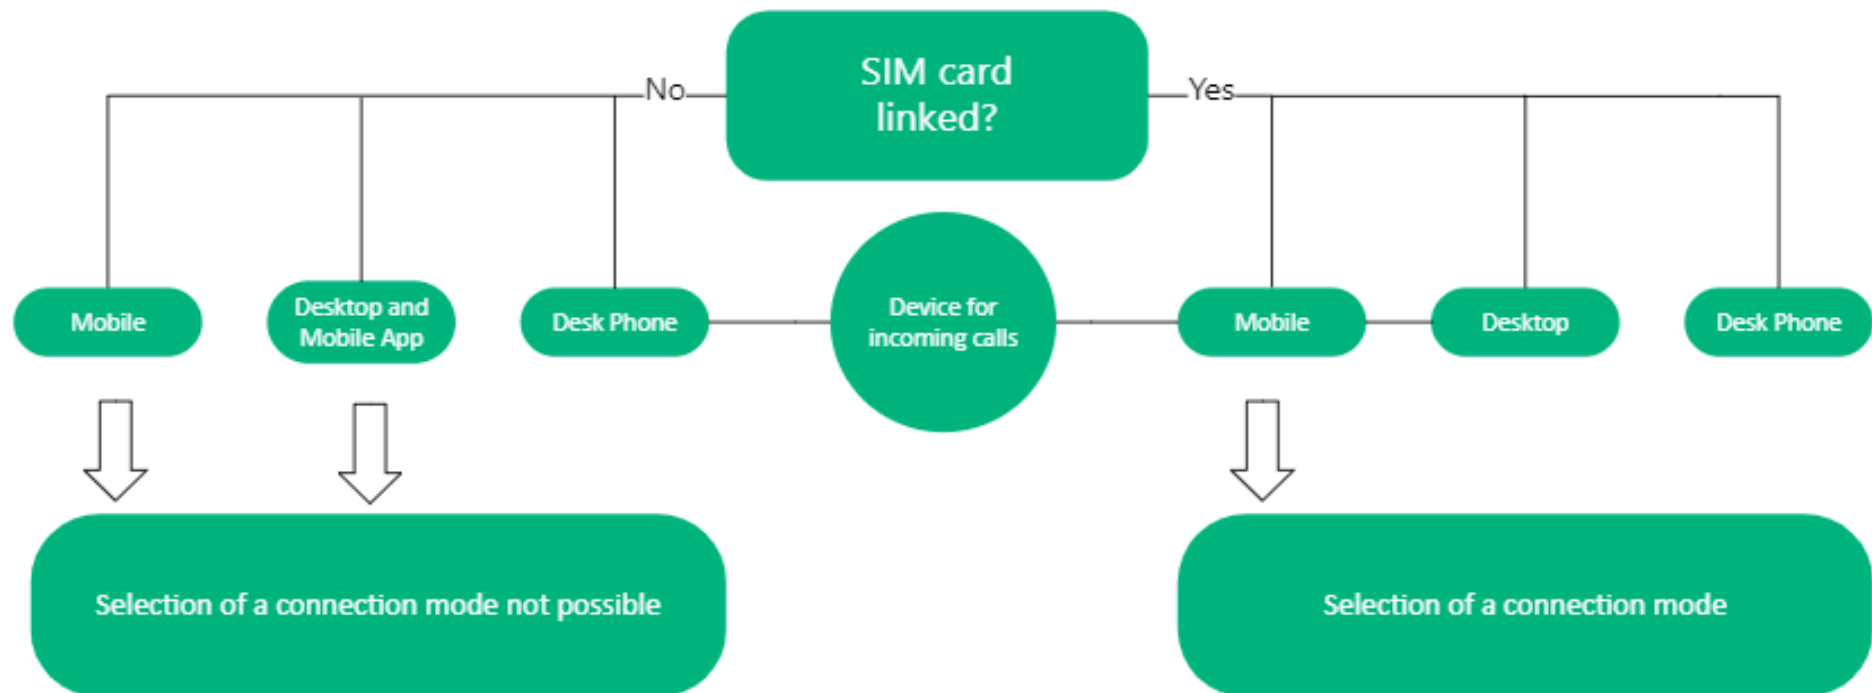 SIM card
linked?
No
Yes
Mobile
Desktop and
Mobile App
Desk Phone
Device for
incoming calls
Mobile
Desktop
Desk Phone
Selection of a connection mode not possible
Selection of a connection mode